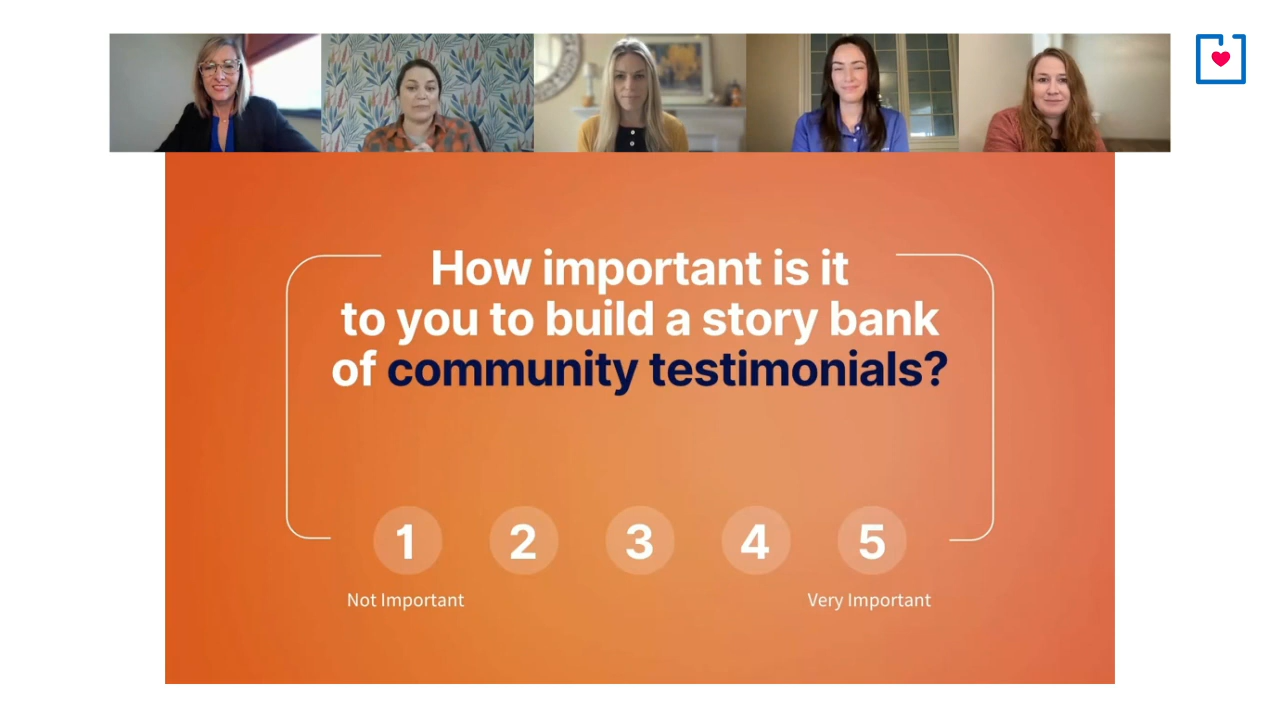 How important is it
to you to build a story bank
of community testimonials?
1 2 3 4 5
Not Important Very Important